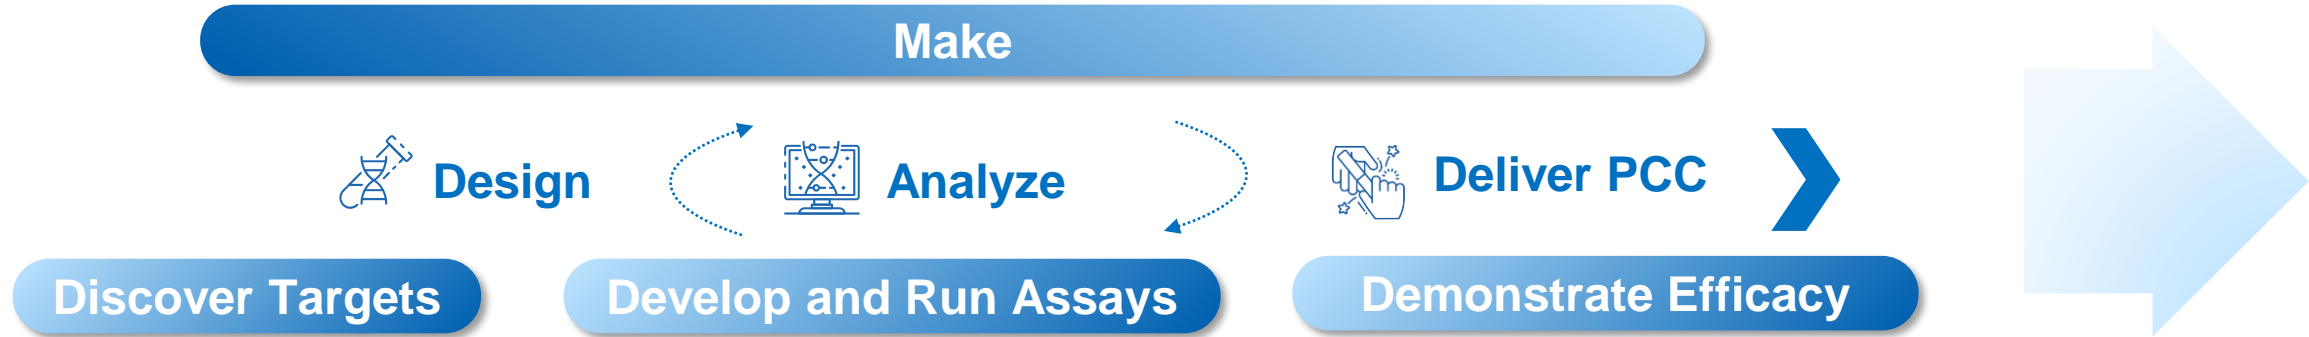 Make
Design
Analyze
Deliver PCC
Discover Targets
Develop and Run Assays
Demonstrate Efficacy